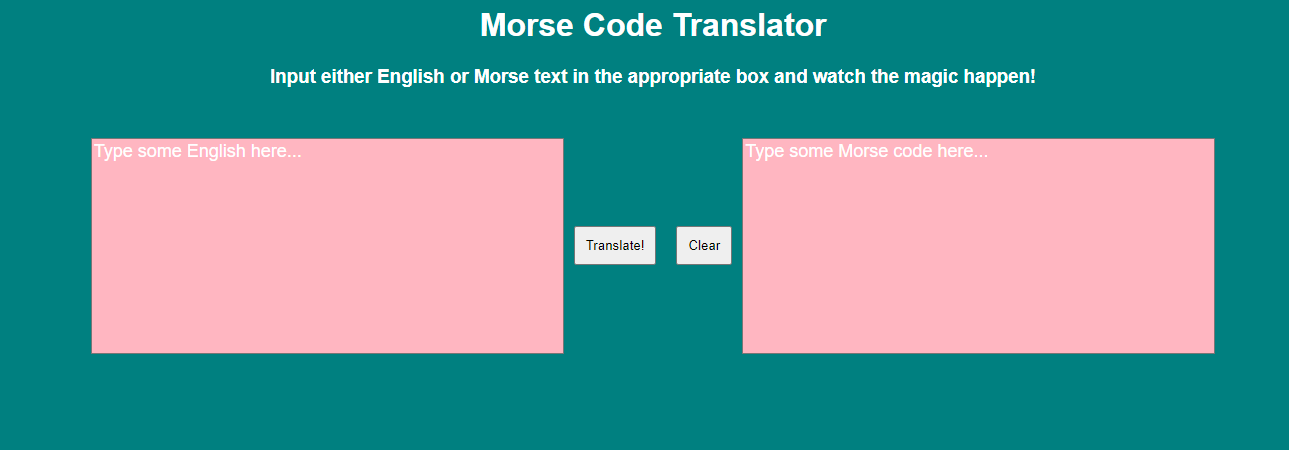 Morse Code Translator
Input either English or Morse text in the appropriate box and watch the magic happen!
Type some English here...
Type some Morse code here...
Translate!
Clear